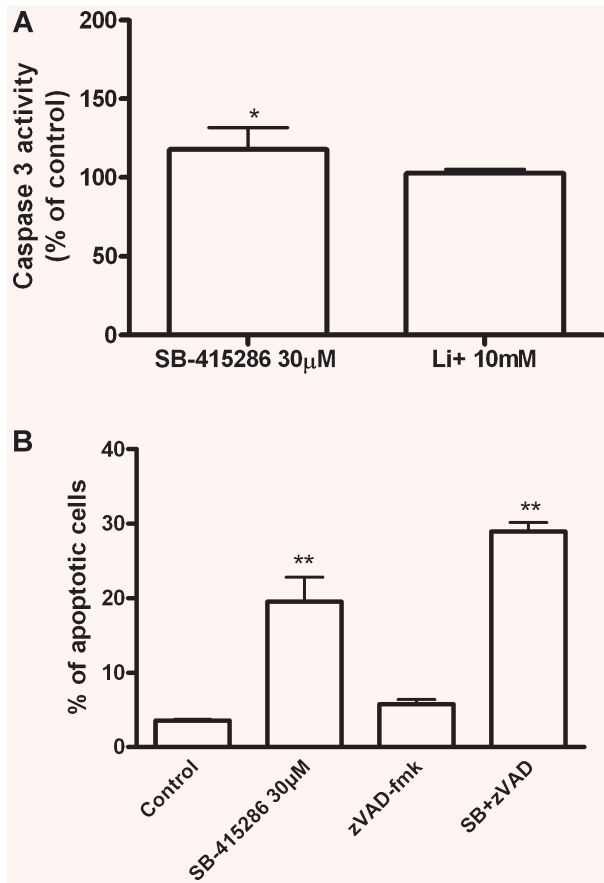 A
Caspase 3 activity
(% of control)
200
150
100
50
0
*
SB-415286 30μM
Li+ 10mM
B
% of apoptotic cells
40
30
20
10
0
**
**
Control
SB-415286 30μM
zVAD-fmk
SB+zVAD